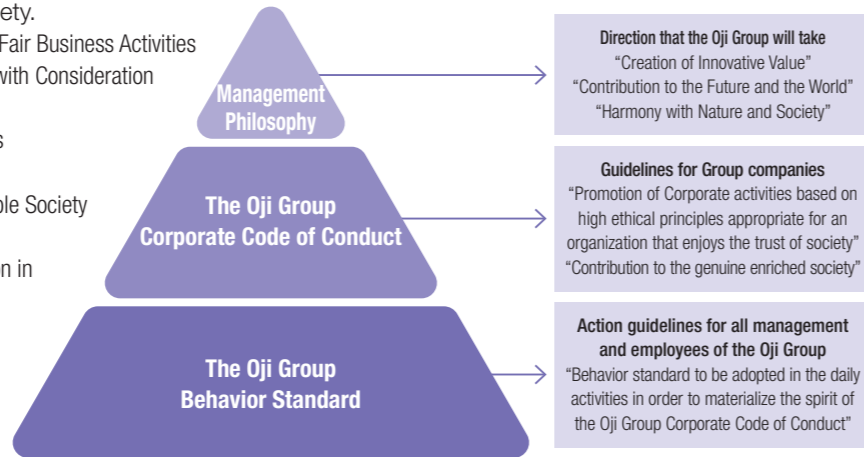 ety.
Fair Business Activities
with Consideration
s
ble Society
on in
Management
Philosophy
Direction that the Oji Group will take
“Creation of Innovative Value”
“Contribution to the Future and the World”
“Harmony with Nature and Society”
The Oji Group
Corporate Code of Conduct
Guidelines for Group companies
“Promotion of Corporate activities based on
high ethical principles appropriate for an
organization that enjoys the trust of society”
“Contribution to the genuine enriched society”
The Oji Group
Behavior Standard
Action guidelines for all management
and employees of the Oji Group
“Behavior standard to be adopted in the daily
activities in order to materialize the spirit of
the Oji Group Corporate Code of Conduct”